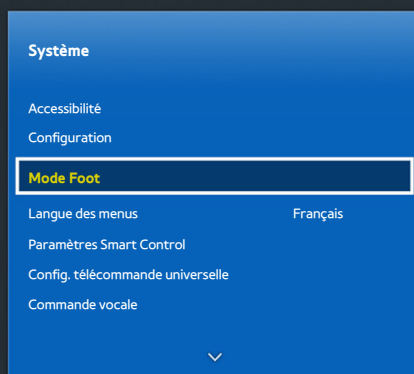 Système
Accessibilité
Configuration
Mode Foot
Langue des menus Français
Paramètres Smart Control
Config. télécommande universelle
Commande vocale